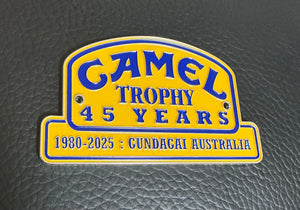 CAMEL
TROPHY
45 YEARS
1980-2025 : GUNDAGAI AUSTRALIA